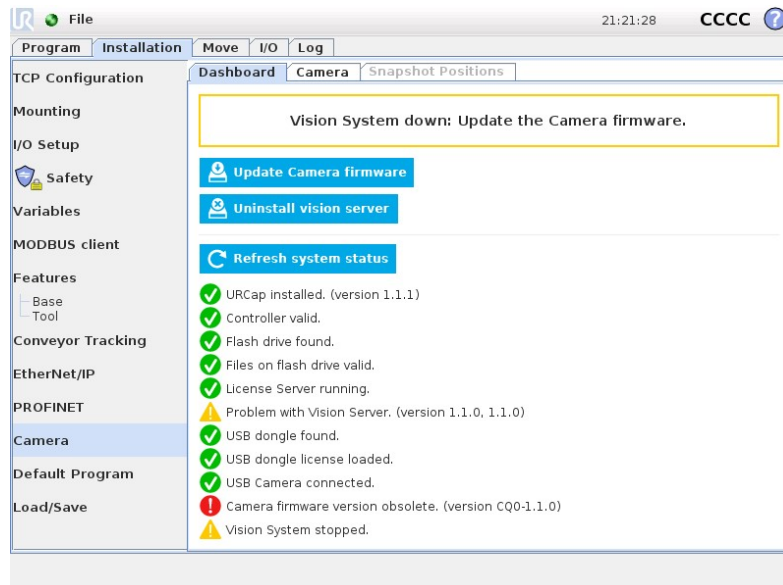 UR File 21:21:28 CCCC ?
Program Installation Move I/O Log
TCP Configuration
Mounting
I/O Setup
Safety
Variables
MODBUS client
Features
Base
Tool
Conveyor Tracking
EtherNet/IP
PROFINET
Camera
Default Program
Load/Save
Dashboard Camera Snapshot Positions
Vision System down: Update the Camera firmware.
Update Camera firmware
Uninstall vision server
Refresh system status
URCap installed. (version 1.1.1)
Controller valid.
Flash drive found.
Files on flash drive valid.
License Server running.
Problem with Vision Server. (version 1.1.0, 1.1.0)
USB dongle found.
USB dongle license loaded.
USB Camera connected.
Camera firmware version obsolete. (version CQ0-1.1.0)
Vision System stopped.